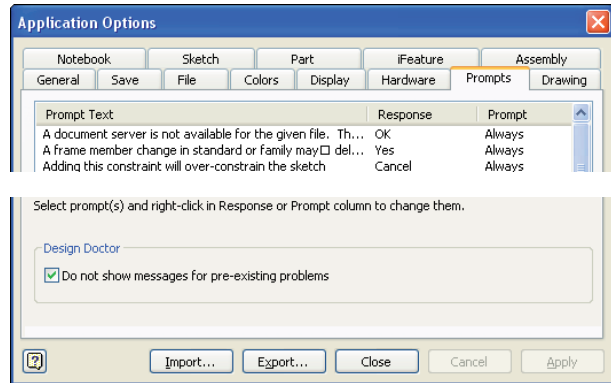 Application Options
Notebook Sketch Part iFeature Assembly
General Save File Colors Display Hardware Prompts Drawing
Prompt Text Response Prompt
A document server is not available for the given file. Th... OK Always
A frame member change in standard or family may□ del... Yes Always
Adding this constraint will over-constrain the sketch Cancel Always
Select prompt(s) and right-click in Response or Prompt column to change them.
Design Doctor
Do not show messages for pre-existing problems
? Import... Export... Close Cancel Apply